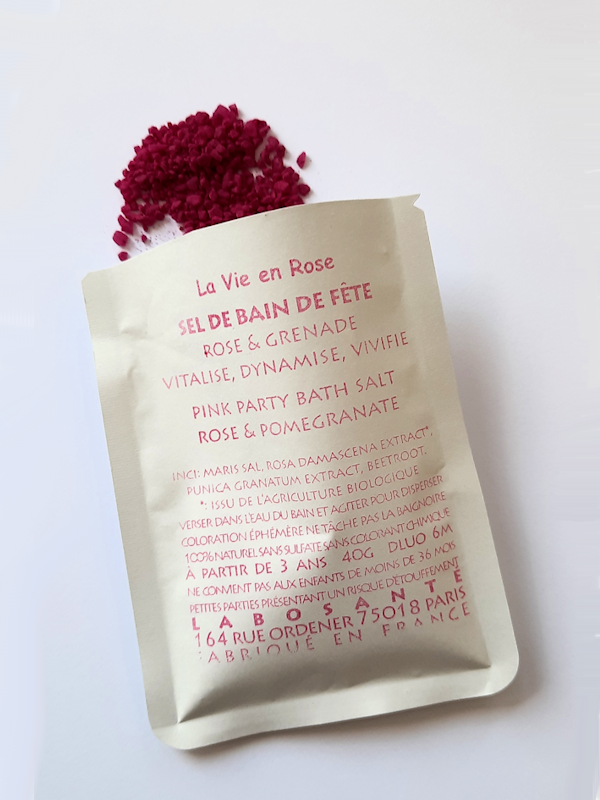 La Vie en Rose
SEL DE BAIN DE FÊTE
ROSE & GRENADE
VITALISE, DYNAMISE, VIVIFIE
PINK PARTY BATH SALT
ROSE & POMEGRANATE
INCI: MARIS SAL, ROSA DAMASCENA EXTRACT*,
PUNICA GRANATUM EXTRACT, BEETROOT.
*: ISSU DE L'AGRICULTURE BIOLOGIQUE
VERSER DANS L'EAU DU BAIN ET AGITER POUR DISPERSER
COLORATION ÉPHÉMÈRE NE TÂCHE PAS LA BAIGNOIRE
100% NATUREL SANS SULFATE SANS COLORANT CHIMIQUE
À PARTIR DE 3 ANS 40G DLUO 6M
NE CONVIENT PAS AUX ENFANTS DE MOINS DE 36 MOIS
PETITES PARTIES PRÉSENTANT UN RISQUE D'ÉTOUFFEMENT
LABOSANTÉ
164 RUE ORDENER 75018 PARIS
FABRIQUÉ EN FRANCE